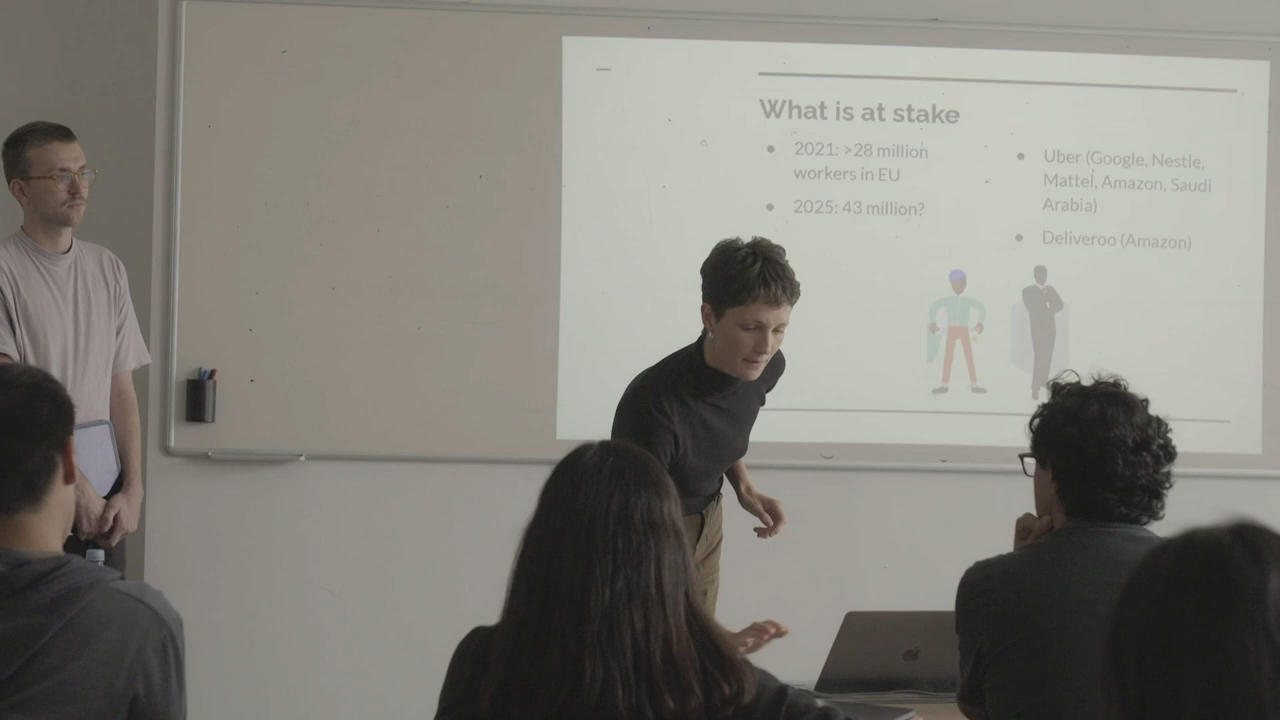 What is at stake
2021: >28 million
workers in EU
2025: 43 million?
Uber (Google, Nestle,
Mattel, Amazon, Saudi
Arabia)
Deliveroo (Amazon)